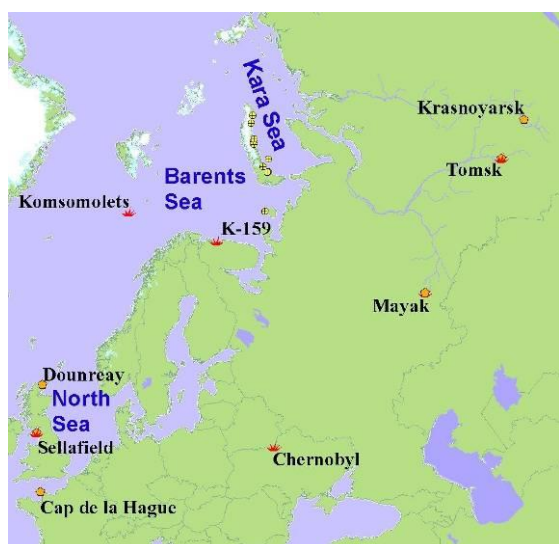 Kara Sea
Krasnoyarsk
Tomsk
Barents
Sea
Komsomolets
K-159
Mayak
Dounreay
North
Sea
Sellafield
Chernobyl
Cap de la Hague